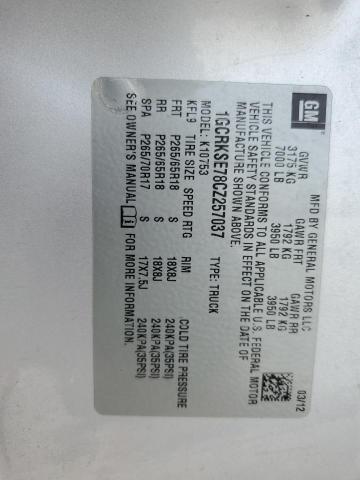 GM
MFD BY GENERAL MOTORS LLC
03/12
GVWR GAWR FRT GAWR RR
3175 KG 1792 KG 1792 KG
7000 LB 3950 LB 3950 LB
THIS VEHICLE CONFORMS TO ALL APPLICABLE U.S. FEDERAL MOTOR
VEHICLE SAFETY STANDARDS IN EFFECT ON THE DATE OF
MANUFACTURE SHOWN ABOVE.
1GCRKSE78CZ257037 TYPE: TRUCK
MODEL: K10753
KFL9 TIRE SIZE SPEED RTG RIM COLD TIRE PRESSURE
FRT P265/65R18 S 18X8J 240KPA(35PSI)
RR P265/65R18 S 18X8J 240KPA(35PSI)
SPA P265/70R17 S 17X7.5J 240KPA(35PSI)
SEE OWNER'S MANUAL i FOR MORE INFORMATION.